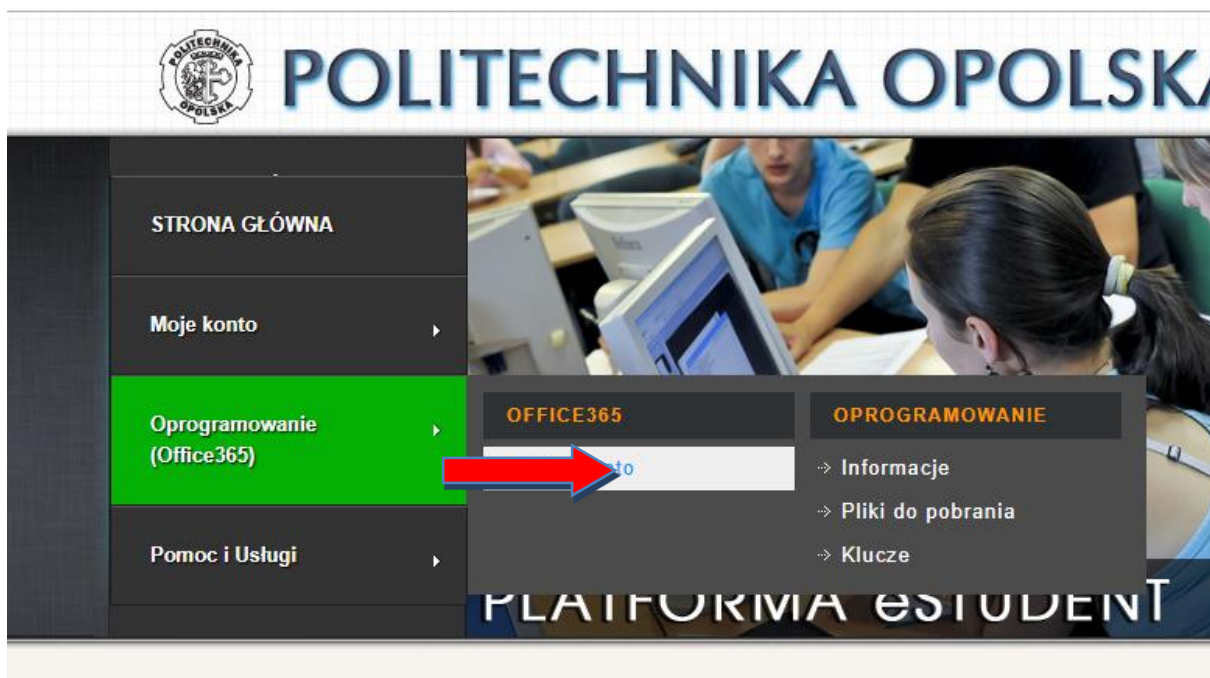 POLITECHNIKA OPOLSKA
POLITECHNIKA
OPOLSKA
STRONA GŁÓWNA
Moje konto
Oprogramowanie
(Office365)
Pomoc i Usługi
OFFICE365
OPROGRAMOWANIE
Informacje
Pliki do pobrania
Klucze
PLATFORMA eSTUDENT